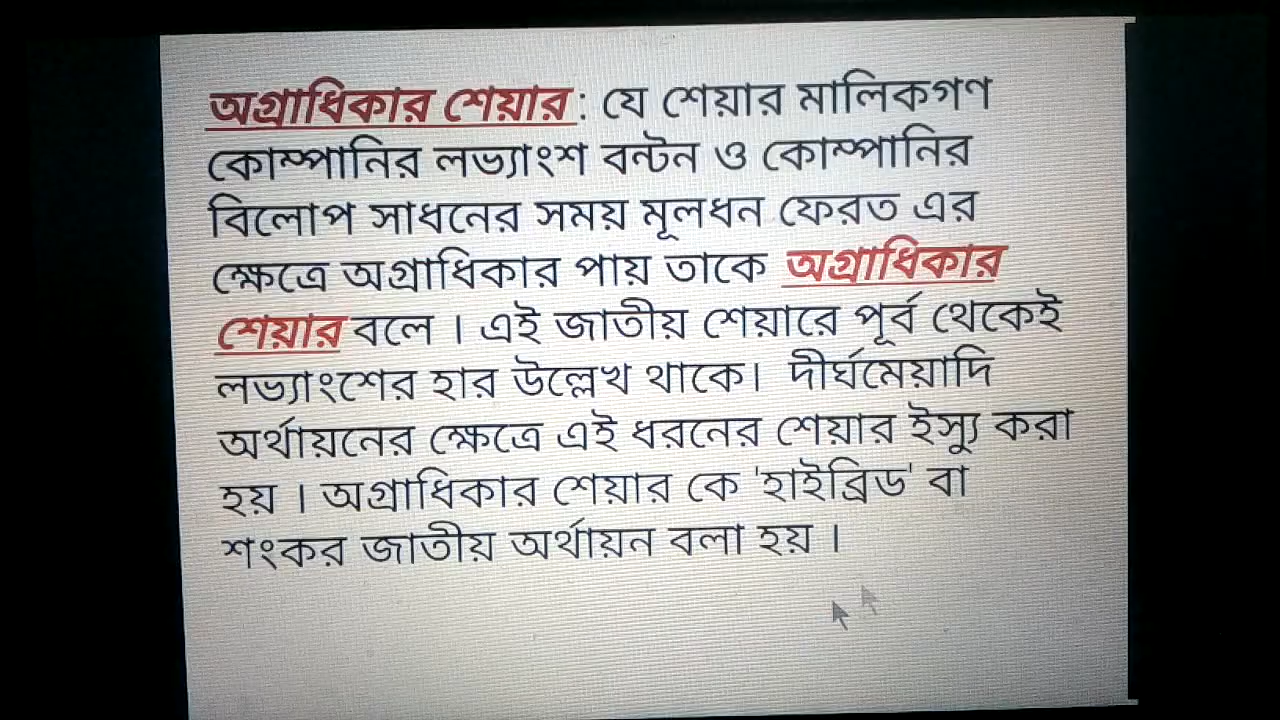 অগ্রাধিকার শেয়ার : যে শেয়ার মালিকগণ
কোম্পানির লভ্যাংশ বন্টন ও কোম্পানির
বিলোপ সাধনের সময় মূলধন ফেরত এর
ক্ষেত্রে অগ্রাধিকার পায় তাকে অগ্রাধিকার
শেয়ার বলে । এই জাতীয় শেয়ারে পূর্ব থেকেই
লভ্যাংশের হার উল্লেখ থাকে। দীর্ঘমেয়াদি
অর্থায়নের ক্ষেত্রে এই ধরনের শেয়ার ইস্যু করা
হয় । অগ্রাধিকার শেয়ার কে 'হাইব্রিড' বা
শংকর জাতীয় অর্থায়ন বলা হয় ।